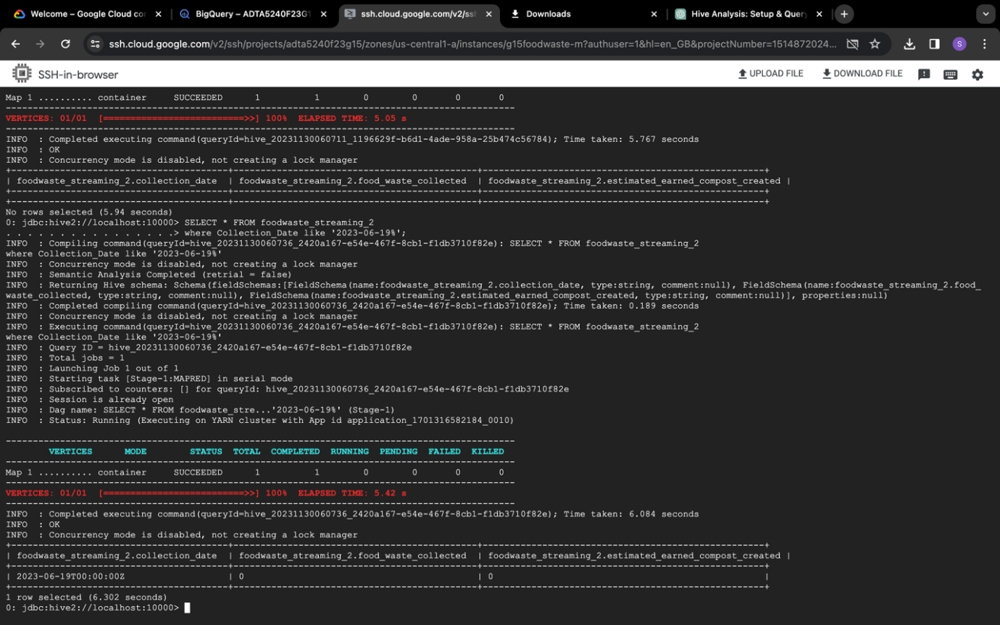 Welcome – Google Cloud co
BigQuery – ADTA5240F23G1
ssh.cloud.google.com/v2/ssh
Downloads
Hive Analysis: Setup & Query
ssh.cloud.google.com/v2/ssh/projects/adta5240f23g15/zones/us-central1-a/instances/g15foodwaste-m?authuser=1&hl=en_GB&projectNumber=1514872024...
S
SSH-in-browser
UPLOAD FILE
DOWNLOAD FILE
Map 1 .......... container SUCCEEDED 1 1 0 0 0 0
----------------------------------------------------------------------------------------------
VERTICES: 01/01 [==========================>>] 100% ELAPSED TIME: 5.05 s
----------------------------------------------------------------------------------------------
INFO : Completed executing command(queryId=hive_20231130060711_1196629f-b6d1-4ade-958a-25b474c56784); Time taken: 5.767 seconds
INFO : OK
INFO : Concurrency mode is disabled, not creating a lock manager
+----------------------------------------+---------------------------------------------+----------------------------------------------------+
| foodwaste_streaming_2.collection_date | foodwaste_streaming_2.food_waste_collected | foodwaste_streaming_2.estimated_earned_compost_created |
+----------------------------------------+---------------------------------------------+----------------------------------------------------+
+----------------------------------------+---------------------------------------------+----------------------------------------------------+
No rows selected (5.94 seconds)
0: jdbc:hive2://localhost:10000> SELECT * FROM foodwaste_streaming_2
. . . . . . . . . . . . . . . .> where Collection_Date like '2023-06-19%';
INFO : Compiling command(queryId=hive_20231130060736_2420a167-e54e-467f-8cb1-f1db3710f82e): SELECT * FROM foodwaste_streaming_2
where Collection_Date like '2023-06-19%'
INFO : Concurrency mode is disabled, not creating a lock manager
INFO : Semantic Analysis Completed (retrial = false)
INFO : Returning Hive schema: Schema(fieldSchemas:[FieldSchema(name:foodwaste_streaming_2.collection_date, type:string, comment:null), FieldSchema(name:foodwaste_streaming_2.food_
waste_collected, type:string, comment:null), FieldSchema(name:foodwaste_streaming_2.estimated_earned_compost_created, type:string, comment:null)], properties:null)
INFO : Completed compiling command(queryId=hive_20231130060736_2420a167-e54e-467f-8cb1-f1db3710f82e); Time taken: 0.189 seconds
INFO : Concurrency mode is disabled, not creating a lock manager
INFO : Executing command(queryId=hive_20231130060736_2420a167-e54e-467f-8cb1-f1db3710f82e): SELECT * FROM foodwaste_streaming_2
where Collection_Date like '2023-06-19%'
INFO : Query ID = hive_20231130060736_2420a167-e54e-467f-8cb1-f1db3710f82e
INFO : Total jobs = 1
INFO : Launching Job 1 out of 1
INFO : Starting task [Stage-1:MAPRED] in serial mode
INFO : Subscribed to counters: [] for queryId: hive_20231130060736_2420a167-e54e-467f-8cb1-f1db3710f82e
INFO : Session is already open
INFO : Dag name: SELECT * FROM foodwaste_stre...'2023-06-19%' (Stage-1)
INFO : Status: Running (Executing on YARN cluster with App id application_1701316582184_0010)
----------------------------------------------------------------------------------------------
VERTICES MODE STATUS TOTAL COMPLETED RUNNING PENDING FAILED KILLED
----------------------------------------------------------------------------------------------
Map 1 .......... container SUCCEEDED 1 1 0 0 0 0
----------------------------------------------------------------------------------------------
VERTICES: 01/01 [==========================>>] 100% ELAPSED TIME: 5.42 s
----------------------------------------------------------------------------------------------
INFO : Completed executing command(queryId=hive_20231130060736_2420a167-e54e-467f-8cb1-f1db3710f82e); Time taken: 6.084 seconds
INFO : OK
INFO : Concurrency mode is disabled, not creating a lock manager
+----------------------------------------+---------------------------------------------+----------------------------------------------------+
| foodwaste_streaming_2.collection_date | foodwaste_streaming_2.food_waste_collected | foodwaste_streaming_2.estimated_earned_compost_created |
+----------------------------------------+---------------------------------------------+----------------------------------------------------+
| 2023-06-19T00:00:00Z | 0 | 0 |
+----------------------------------------+---------------------------------------------+----------------------------------------------------+
1 row selected (6.302 seconds)
0: jdbc:hive2://localhost:10000>